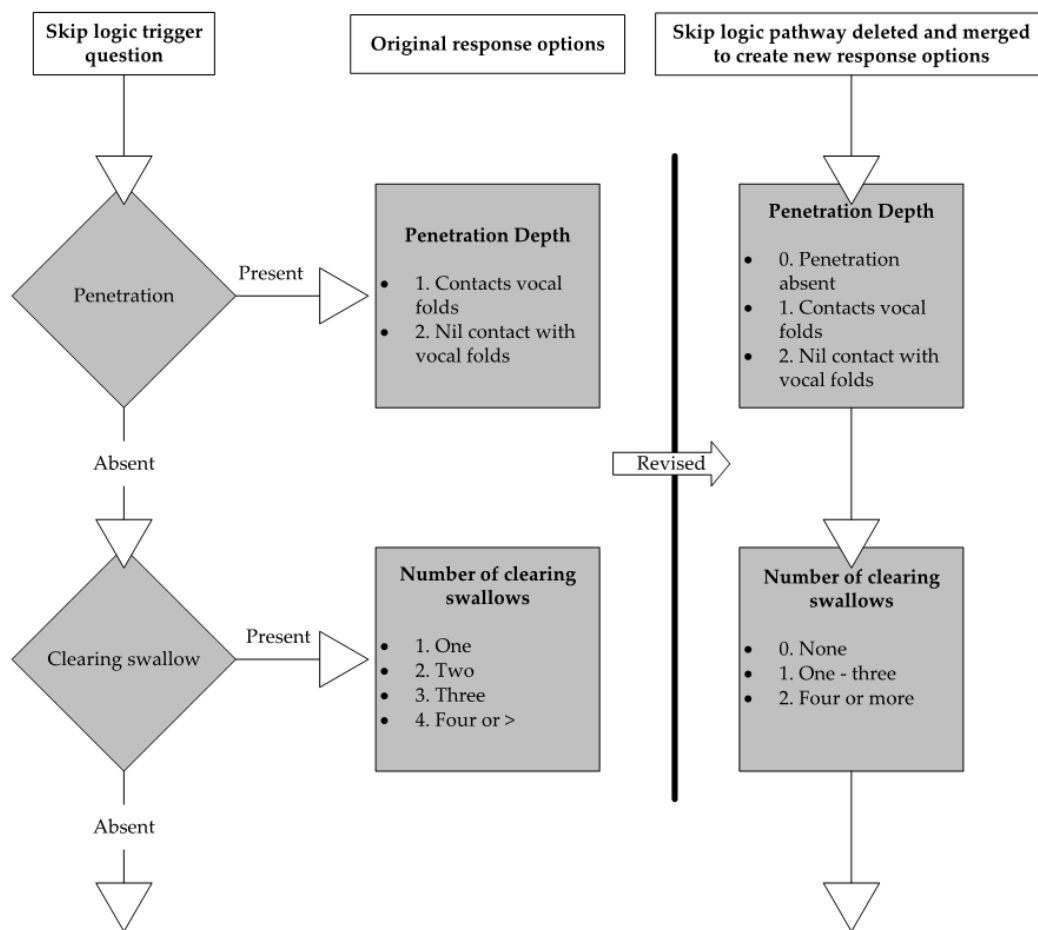 Skip logic trigger
question
Original response options
Skip logic pathway deleted and merged
to create new response options
Penetration
Present
Penetration Depth
• 1. Contacts vocal
folds
• 2. Nil contact with
vocal folds
Absent
Clearing swallow
Present
Number of clearing
swallows
• 1. One
• 2. Two
• 3. Three
• 4. Four or >
Absent
Revised
Penetration Depth
• 0. Penetration
absent
• 1. Contacts vocal
folds
• 2. Nil contact with
vocal folds
Number of clearing
swallows
• 0. None
• 1. One - three
• 2. Four or more